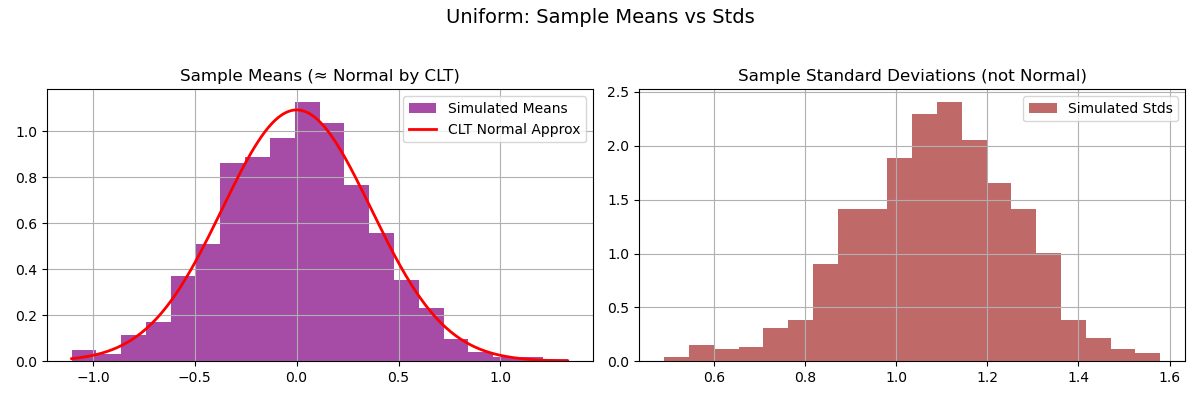 Uniform: Sample Means vs Stds
Sample Means (≈ Normal by CLT)
Simulated Means
CLT Normal Approx
1.0
0.8
0.6
0.4
0.2
0.0
−1.0 −0.5 0.0 0.5 1.0
Sample Standard Deviations (not Normal)
Simulated Stds
2.5
2.0
1.5
1.0
0.5
0.0
0.6 0.8 1.0 1.2 1.4 1.6